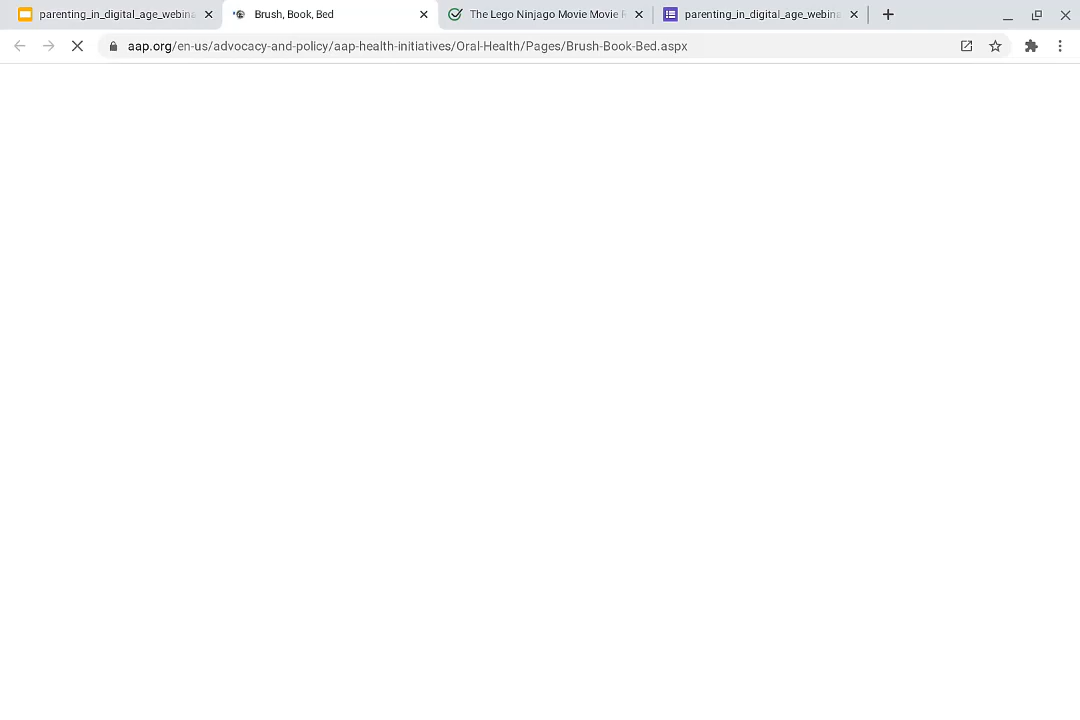 parenting_in_digital_age_webina
Brush, Book, Bed
The Lego Ninjago Movie Movie
parenting_in_digital_age_webina
aap.org/en-us/advocacy-and-policy/aap-health-initiatives/Oral-Health/Pages/Brush-Book-Bed.aspx